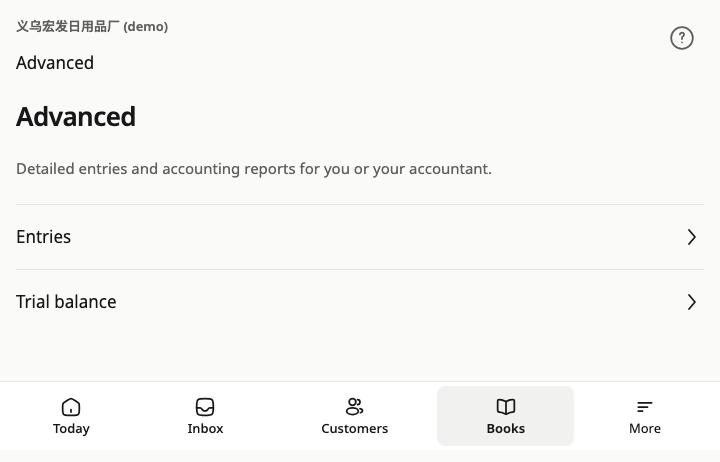 义乌宏发日用品厂 (demo)
Advanced
Advanced
Detailed entries and accounting reports for you or your accountant.
Entries
Trial balance
Today
Inbox
Customers
Books
More